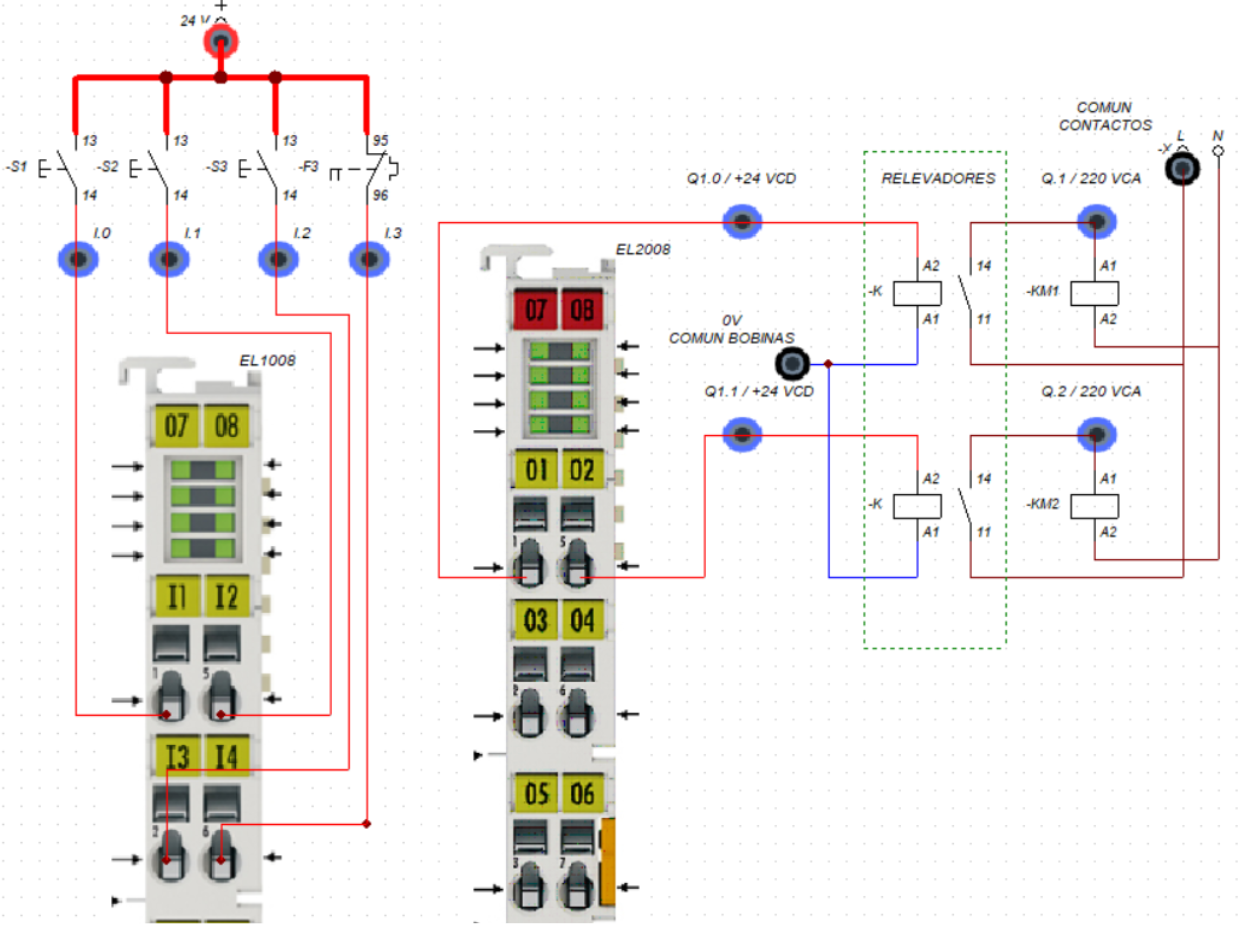 +
24 V
13
13
13
95
-S1
-S2
-S3
-F3
14
14
14
96
I.0
I.1
I.2
I.3
EL1008
07 08
I1 I2
1
5
I3 I4
2
6
EL2008
07 08
01 02
1
5
03 04
2
6
05 06
3
7
Q1.0 / +24 VCD
0V
COMUN BOBINAS
Q1.1 / +24 VCD
RELEVADORES
-K
A2
A1
14
11
-K
A2
A1
14
11
COMUN
CONTACTOS
-X
L
N
Q.1 / 220 VCA
-KM1
A1
A2
Q.2 / 220 VCA
-KM2
A1
A2